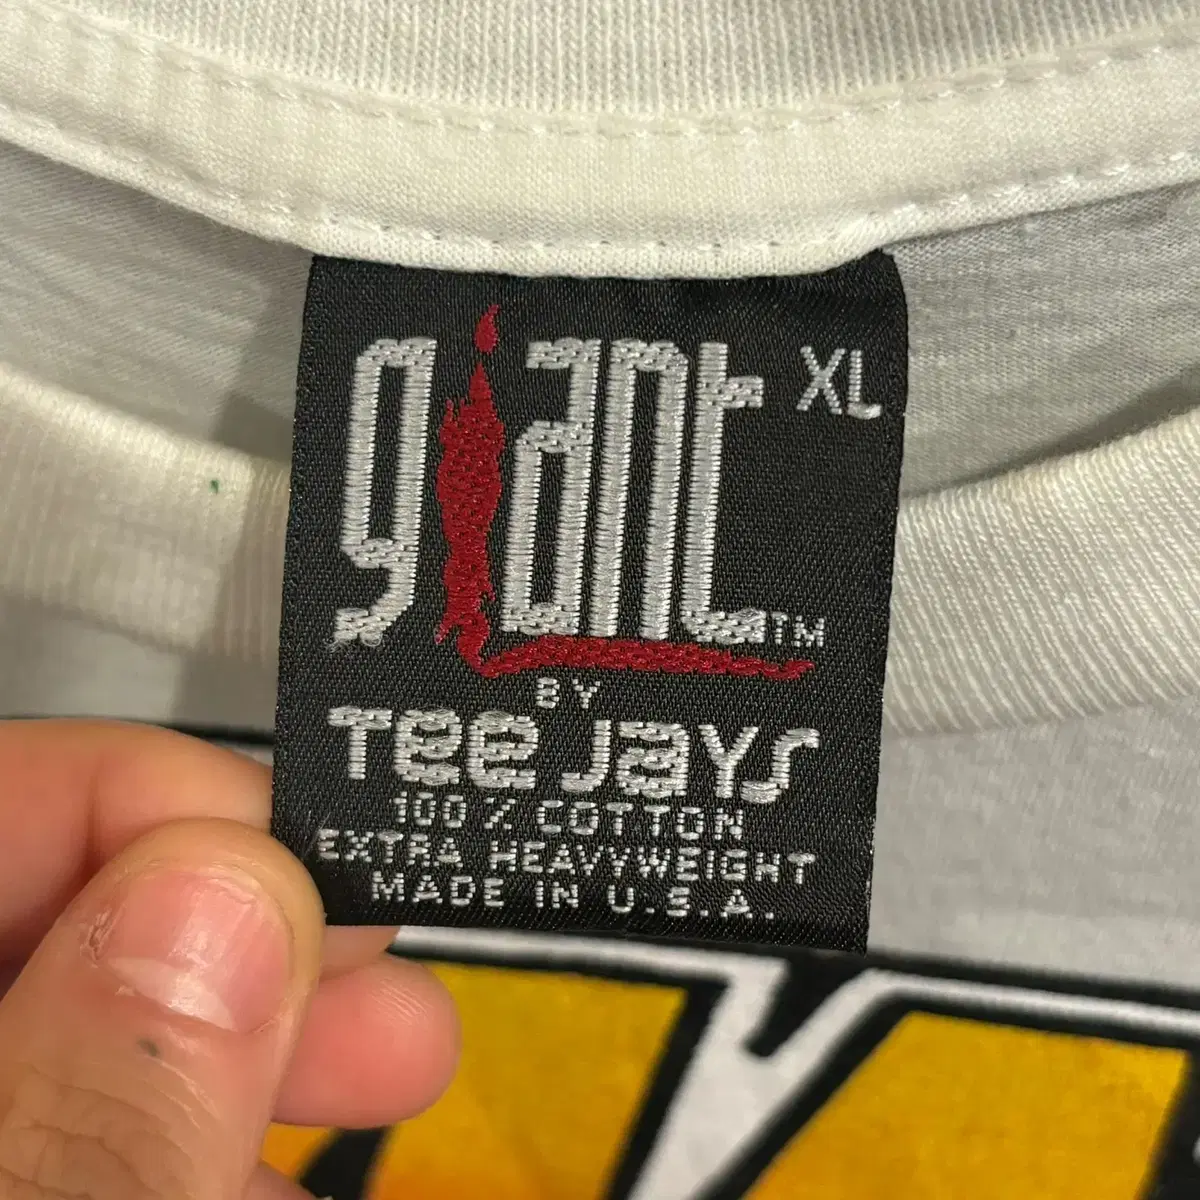 giant XL
TM
BY
Tee Jays
100% COTTON
EXTRA HEAVYWEIGHT
MADE IN U.S.A.